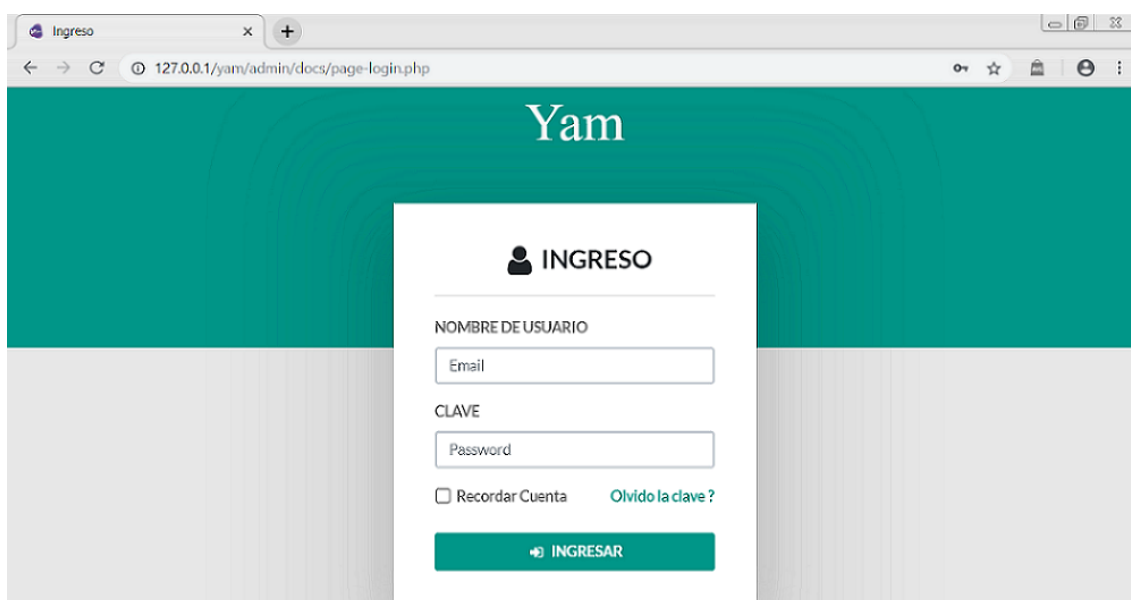 Ingreso
127.0.0.1/yam/admin/docs/page-login.php
Yam
INGRESO
NOMBRE DE USUARIO
Email
CLAVE
Password
Recordar Cuenta Olvido la clave ?
INGRESAR